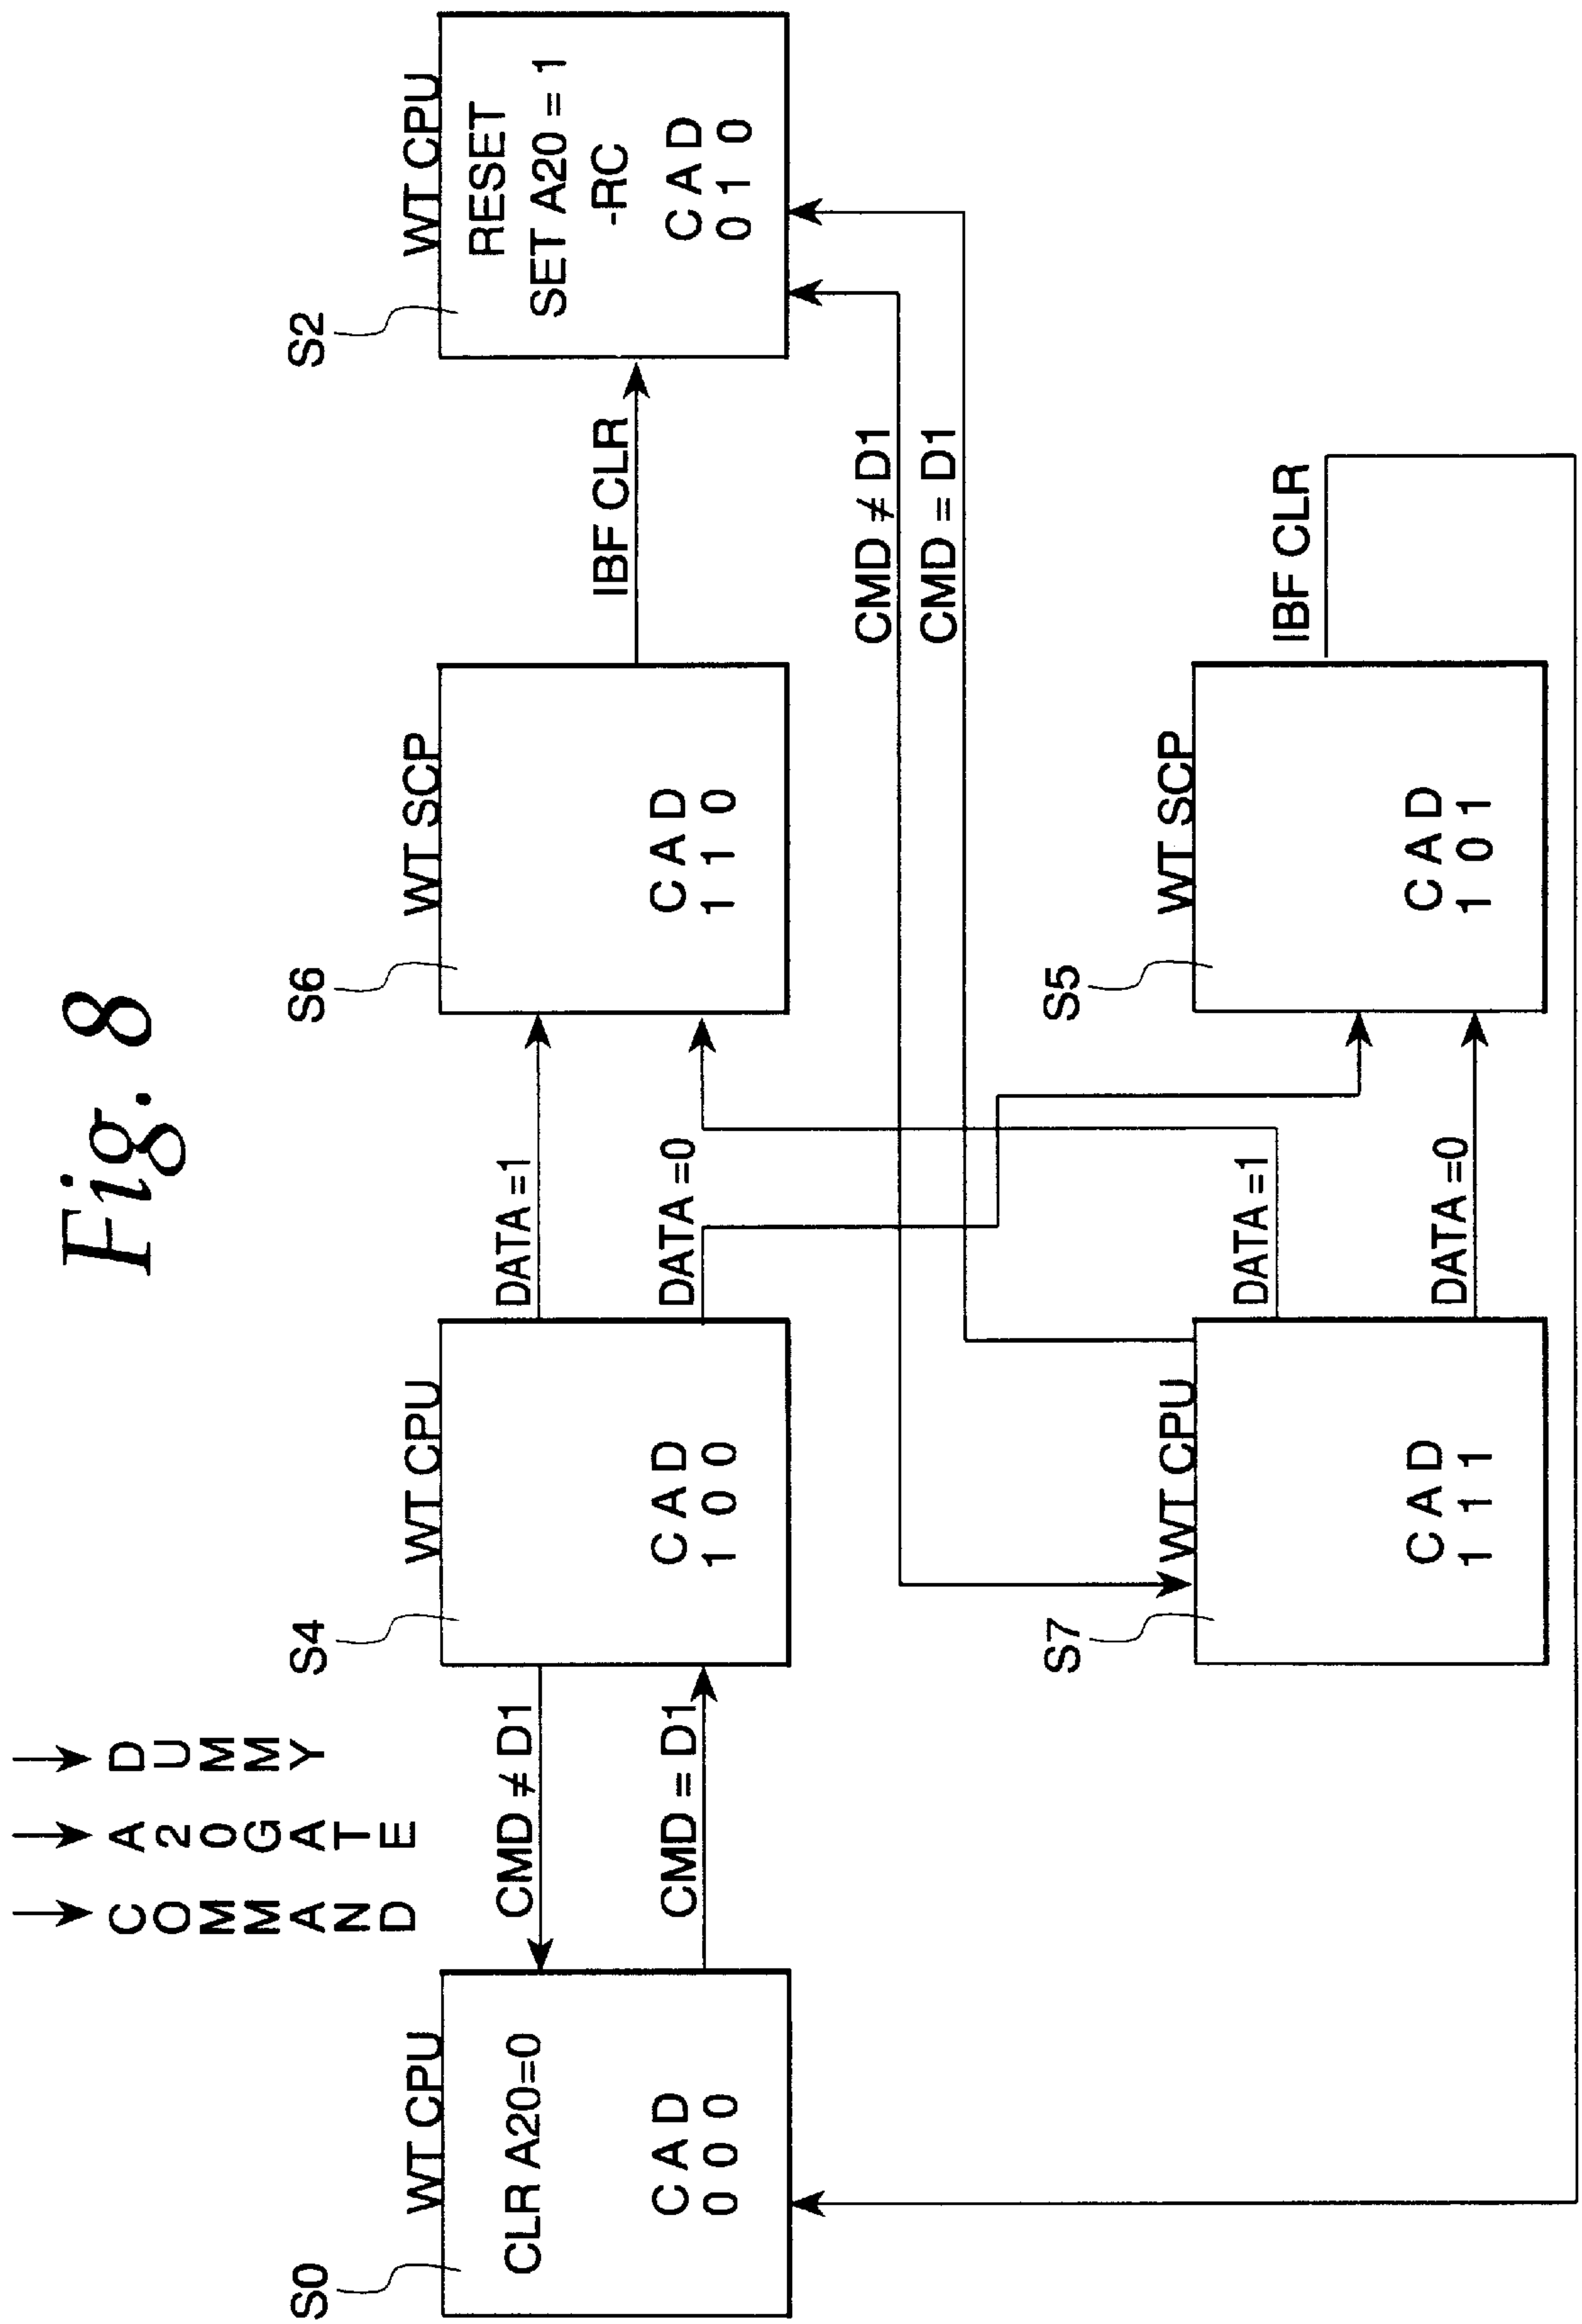 Fig. 8
COMMAND
A20GATE
DUMMY
S0
WT CPU
CLR A20=0
C A D
0 0 0
CMD ≠ D1
CMD = D1
S4
WT CPU
C A D
1 0 0
DATA =1
DATA =0
S6
WT SCP
C A D
1 1 0
IBF CLR
S2
WT CPU
RESET
SET A20 = 1
-RC
C A D
0 1 0
CMD ≠ D1
CMD = D1
S7
WT CPU
C A D
1 1 1
DATA =1
DATA =0
S5
WT SCP
C A D
1 0 1
IBF CLR